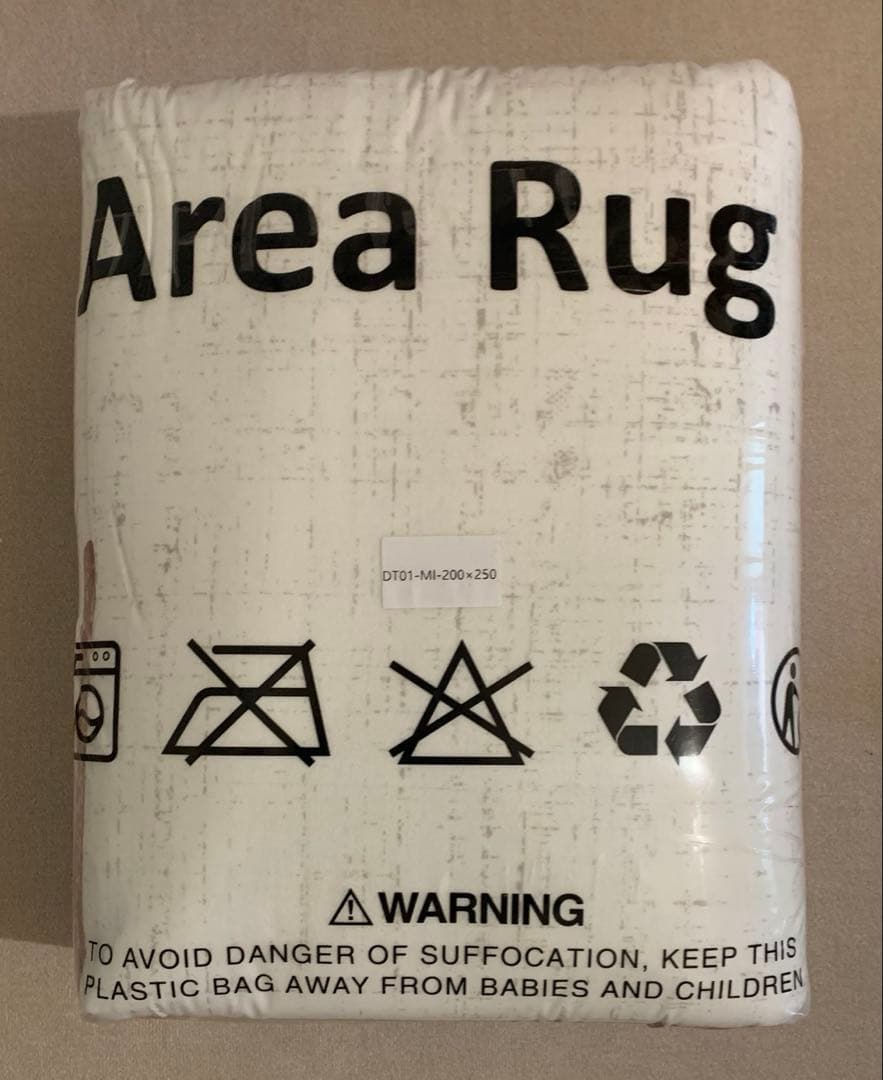 Area Rug
DT01-MI-200×250
⚠ WARNING
TO AVOID DANGER OF SUFFOCATION, KEEP THIS
PLASTIC BAG AWAY FROM BABIES AND CHILDREN